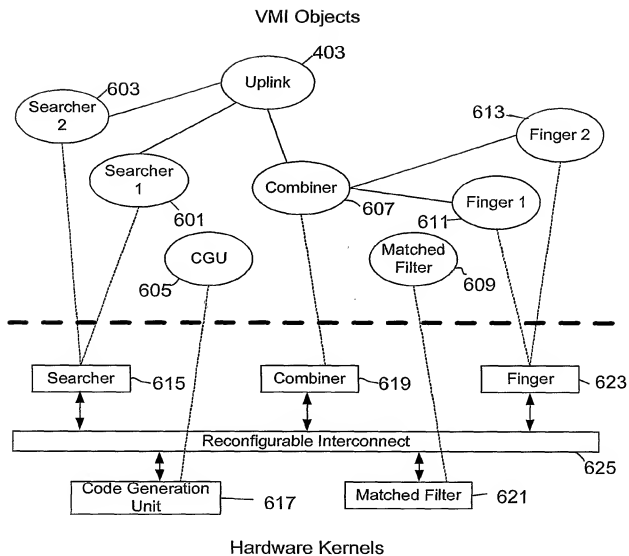 VMI Objects
403
603
Uplink
Searcher
2
613
Finger 2
Searcher
1
Combiner
607
Finger 1
611
601
CGU
605
Matched
Filter
609
Searcher
615
Combiner
619
Finger
623
Reconfigurable Interconnect
625
Code Generation
Unit
617
Matched Filter
621
Hardware Kernels